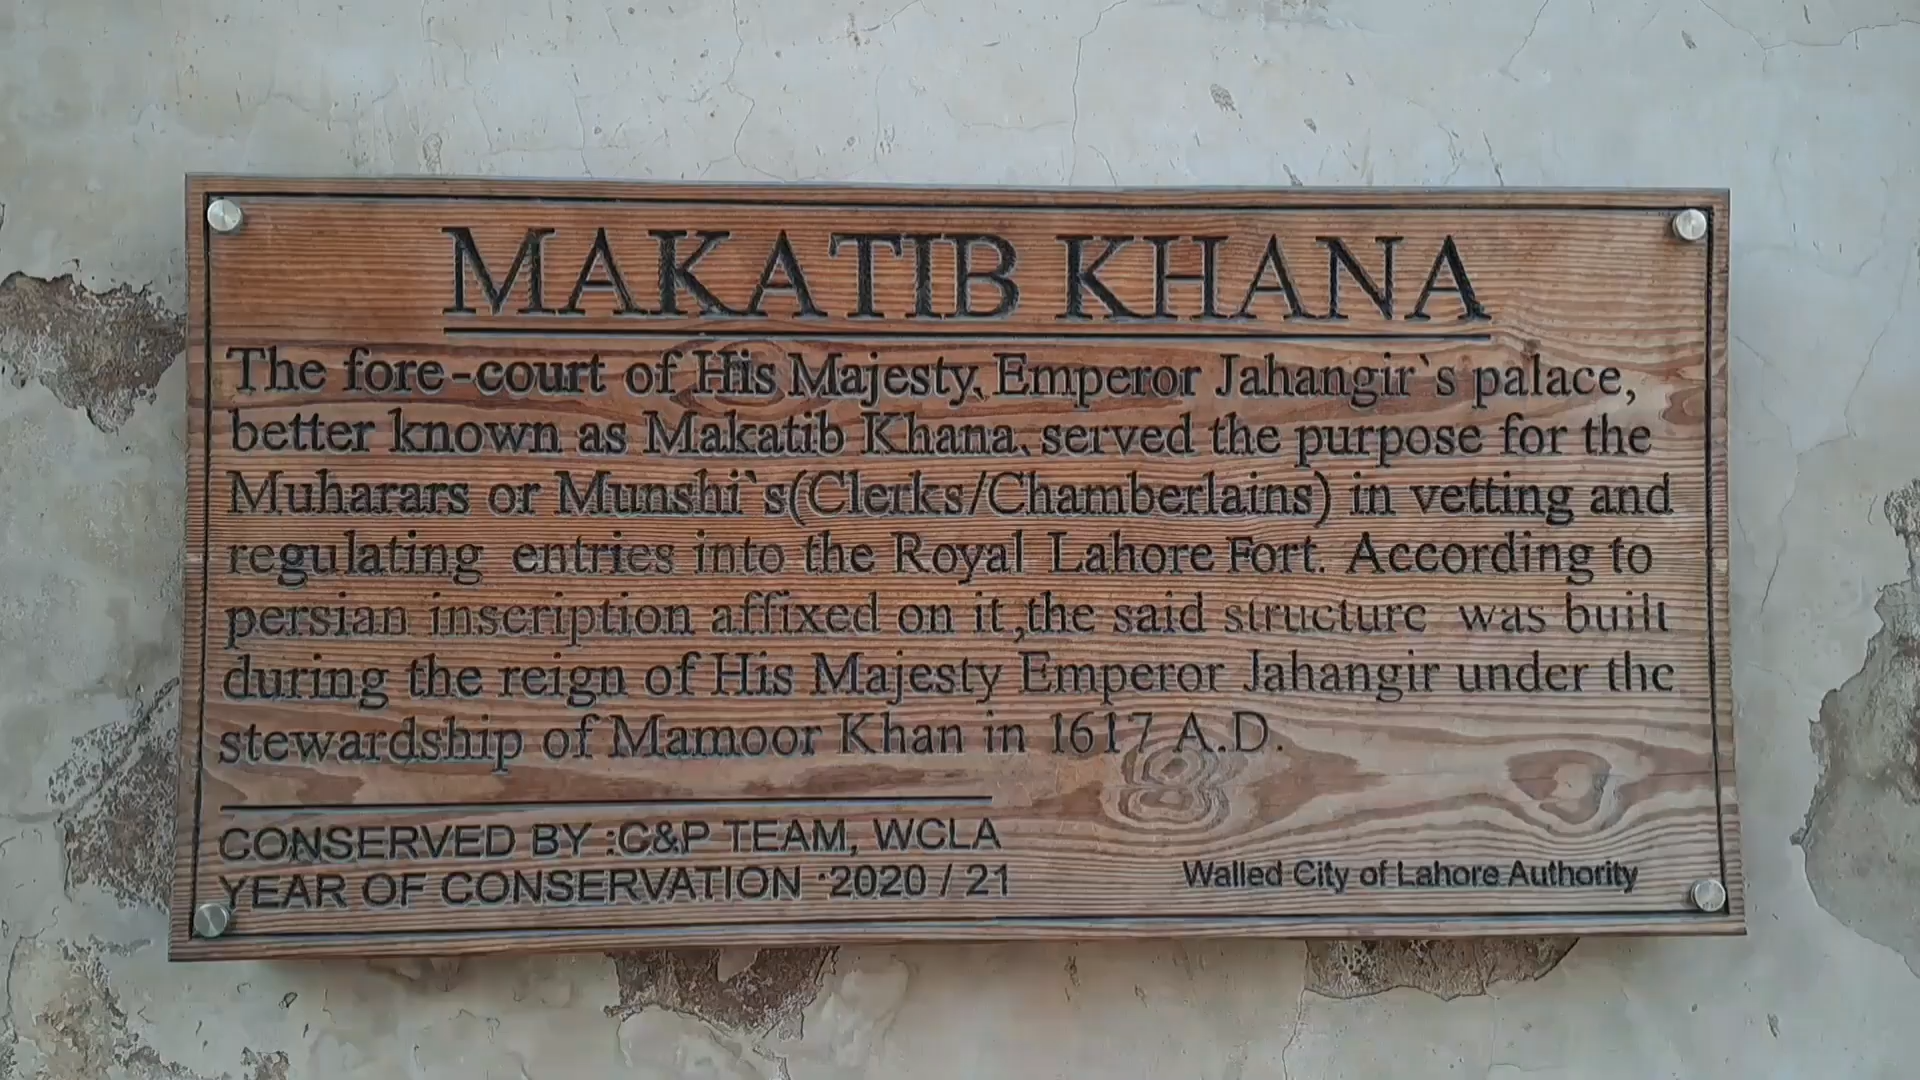 MAKATIB KHANA
The fore-court of His Majesty, Emperor Jahangir`s palace,
better known as Makatib Khana, served the purpose for the
Muharars or Munshi`s(Clerks/Chamberlains) in vetting and
regulating entries into the Royal Lahore Fort. According to
persian inscription affixed on it ,the said structure was built
during the reign of His Majesty Emperor Jahangir under the
stewardship of Mamoor Khan in 1617 A.D.
CONSERVED BY :C&P TEAM, WCLA
YEAR OF CONSERVATION :2020 / 21
Walled City of Lahore Authority